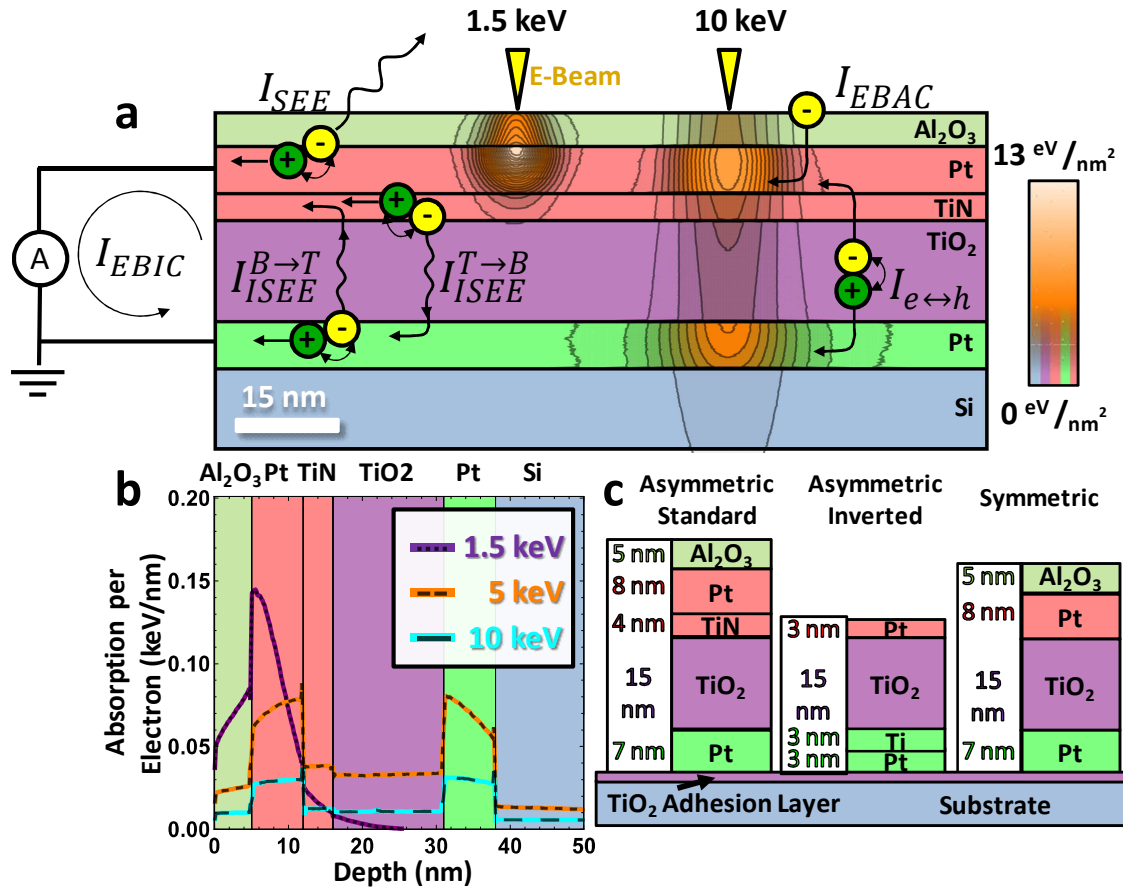 1.5 keV
10 keV
E-Beam
a
I_SEE
I_EBAC
-
+
Al₂O₃
Pt
13 eV/nm²
+
-
TiN
TiO₂
A
I_EBIC
I_ISEE^B→T
I_ISEE^T→B
-
+
I_e↔h
+
-
Pt
15 nm
Si
0 eV/nm²
b
Al₂O₃ Pt TiN TiO2 Pt Si
0.20
0.15
0.10
0.05
0.00
Absorption per
Electron (keV/nm)
1.5 keV
5 keV
10 keV
0 10 20 30 40 50
Depth (nm)
c
Asymmetric
Standard
Asymmetric
Inverted
Symmetric
5 nm Al₂O₃
8 nm Pt
4 nm TiN
15
nm
TiO₂
7 nm Pt
3 nm Pt
15
nm
TiO₂
3 nm Ti
3 nm Pt
5 nm Al₂O₃
8 nm Pt
15
nm
TiO₂
7 nm Pt
TiO₂ Adhesion Layer
Substrate